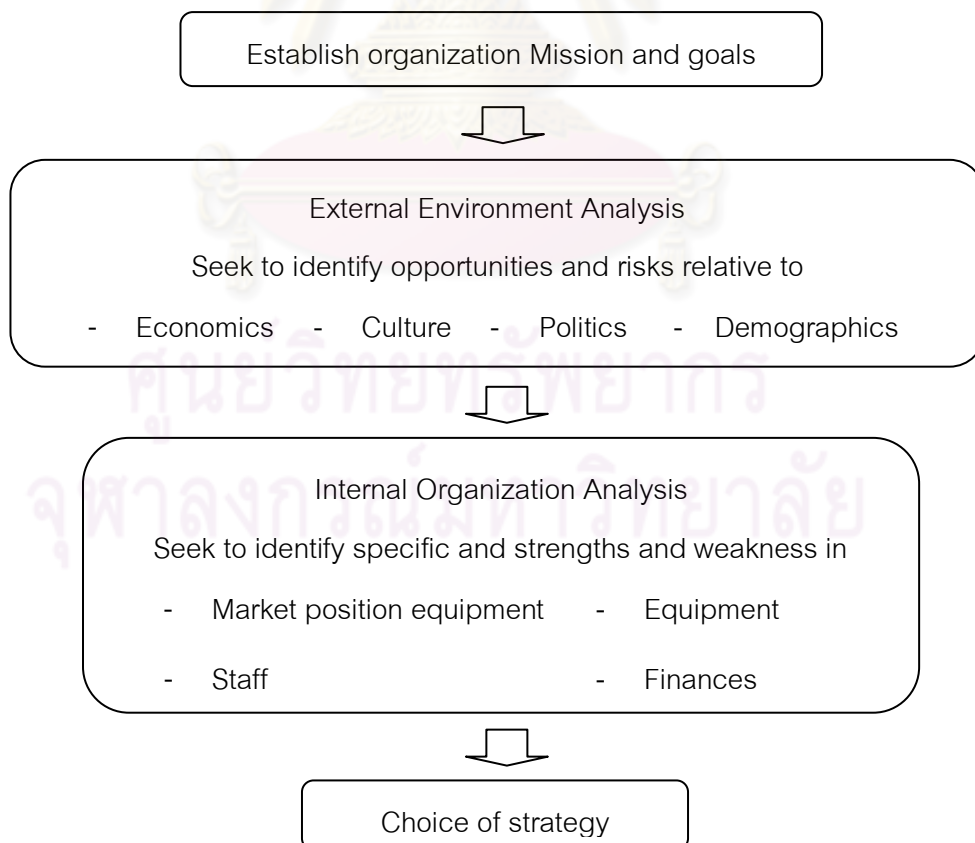 Establish organization Mission and goals
External Environment Analysis
Seek to identify opportunities and risks relative to
- Economics - Culture - Politics - Demographics
ศูนย์วิทยทรัพยากร
Internal Organization Analysis
จุฬาลงกรณ์มหาวิทยาลัย
Seek to identify specific and strengths and weakness in
- Market position equipment - Equipment
- Staff - Finances
Choice of strategy